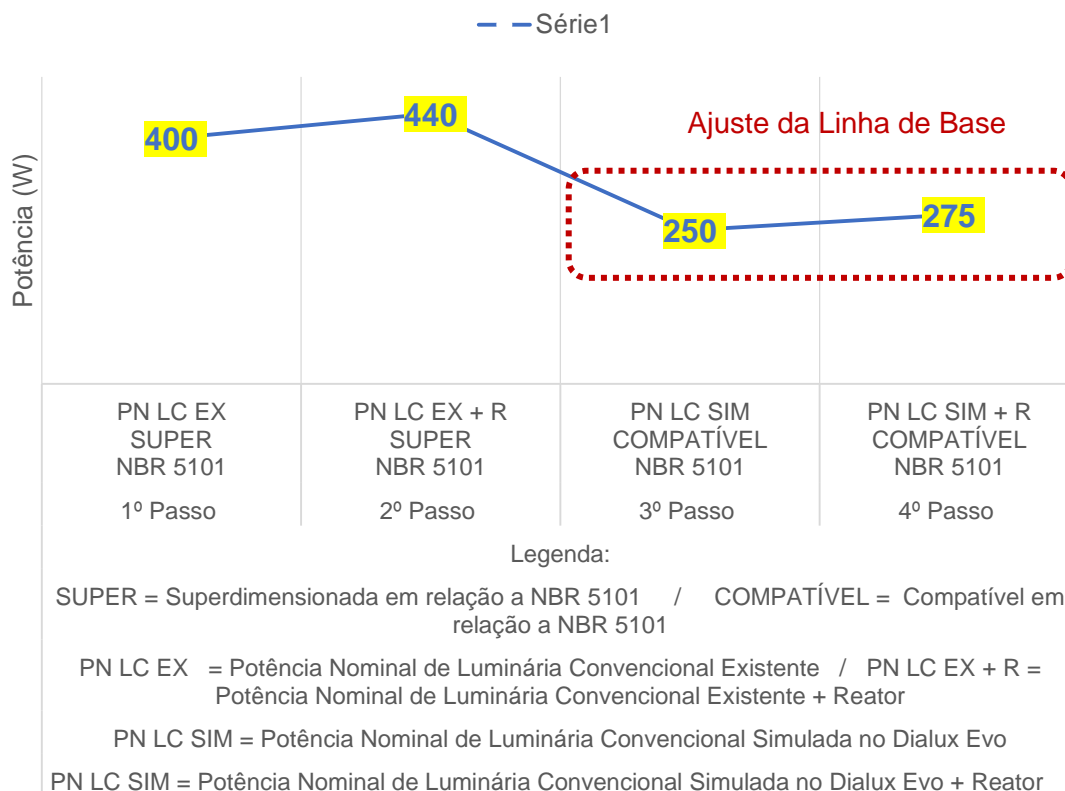 Série1
Potência (W)
400
440
Ajuste da Linha de Base
250
275
PN LC EX
SUPER
NBR 5101
1º Passo
PN LC EX + R
SUPER
NBR 5101
2º Passo
PN LC SIM
COMPATÍVEL
NBR 5101
3º Passo
PN LC SIM + R
COMPATÍVEL
NBR 5101
4º Passo
Legenda:
SUPER = Superdimensionada em relação a NBR 5101 / COMPATÍVEL = Compatível em
relação a NBR 5101
PN LC EX = Potência Nominal de Luminária Convencional Existente / PN LC EX + R =
Potência Nominal de Luminária Convencional Existente + Reator
PN LC SIM = Potência Nominal de Luminária Convencional Simulada no Dialux Evo
PN LC SIM = Potência Nominal de Luminária Convencional Simulada no Dialux Evo + Reator